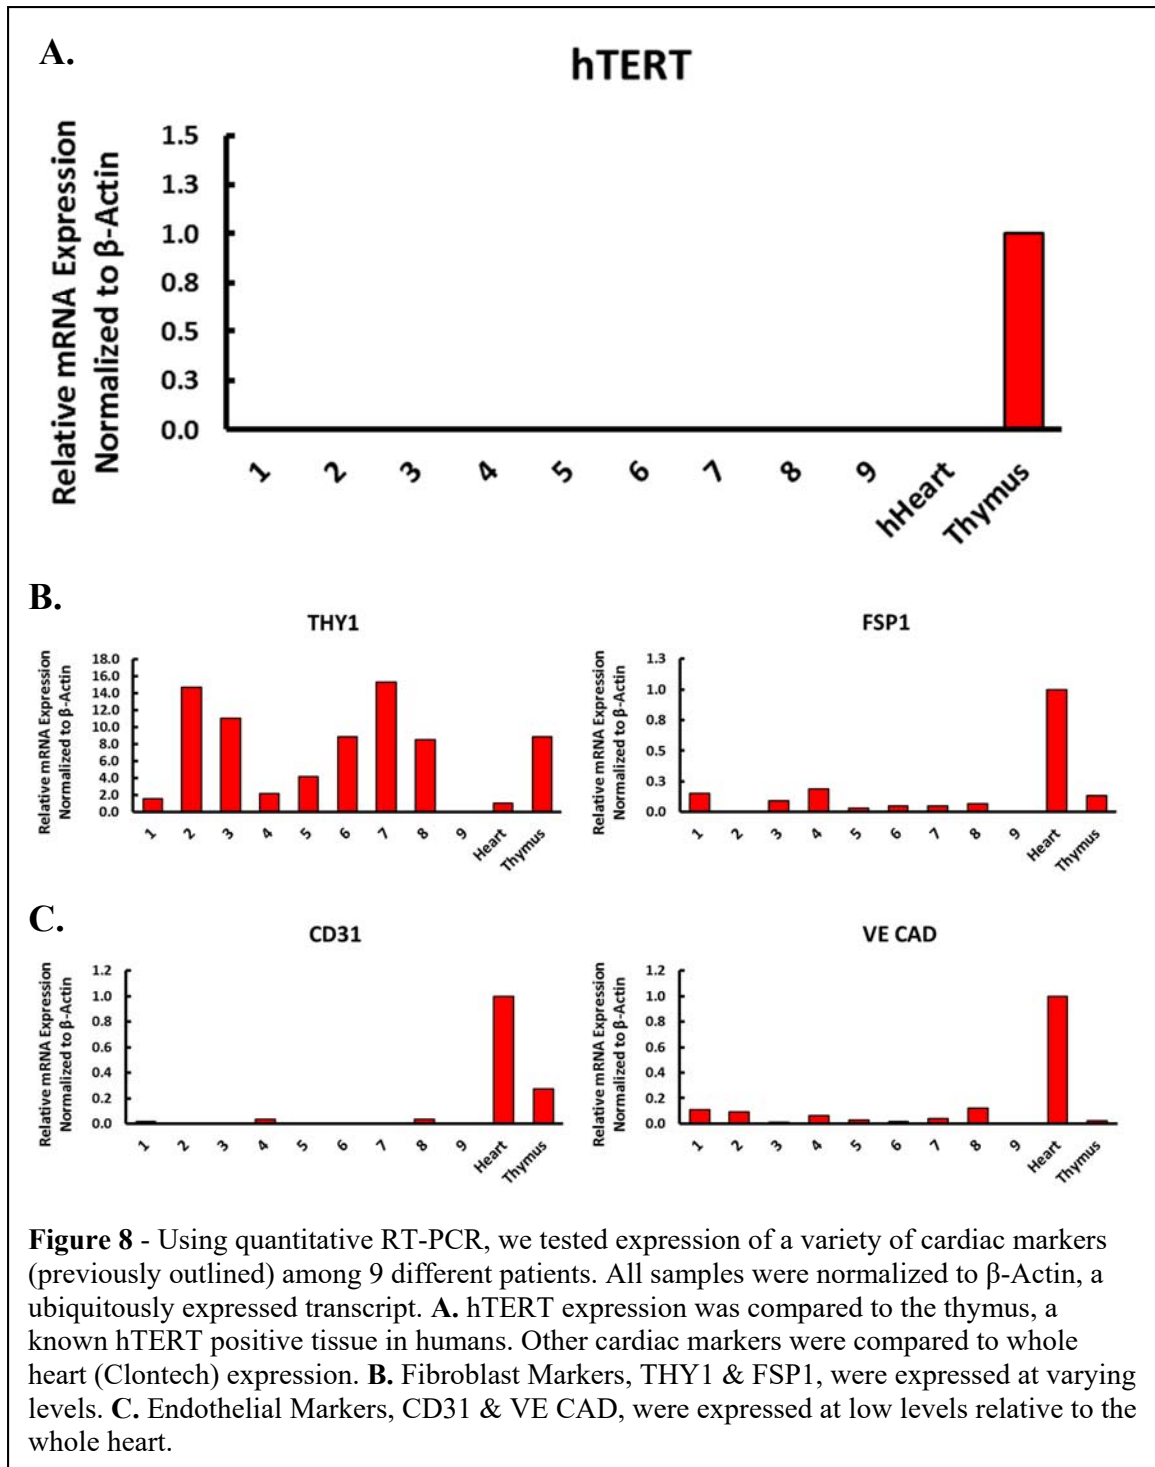 A.
hTERT
Relative mRNA Expression
Normalized to β-Actin
1.5
1.3
1.0
0.8
0.5
0.3
0.0
1 2 3 4 5 6 7 8 9 hHeart Thymus
B.
THY1
Relative mRNA Expression
Normalized to β-Actin
18.0
16.0
14.0
12.0
10.0
8.0
6.0
4.0
2.0
0.0
1 2 3 4 5 6 7 8 9 Heart Thymus
FSP1
Relative mRNA Expression
Normalized to β-Actin
1.3
1.0
0.8
0.5
0.3
0.0
1 2 3 4 5 6 7 8 9 Heart Thymus
C.
CD31
Relative mRNA Expression
Normalized to β-Actin
1.2
1.0
0.8
0.6
0.4
0.2
0.0
1 2 3 4 5 6 7 8 9 Heart Thymus
VE CAD
Relative mRNA Expression
Normalized to β-Actin
1.2
1.0
0.8
0.6
0.4
0.2
0.0
1 2 3 4 5 6 7 8 9 Heart Thymus
Figure 8 - Using quantitative RT-PCR, we tested expression of a variety of cardiac markers
(previously outlined) among 9 different patients. All samples were normalized to β-Actin, a
ubiquitously expressed transcript. A. hTERT expression was compared to the thymus, a
known hTERT positive tissue in humans. Other cardiac markers were compared to whole
heart (Clontech) expression. B. Fibroblast Markers, THY1 & FSP1, were expressed at varying
levels. C. Endothelial Markers, CD31 & VE CAD, were expressed at low levels relative to the
whole heart.